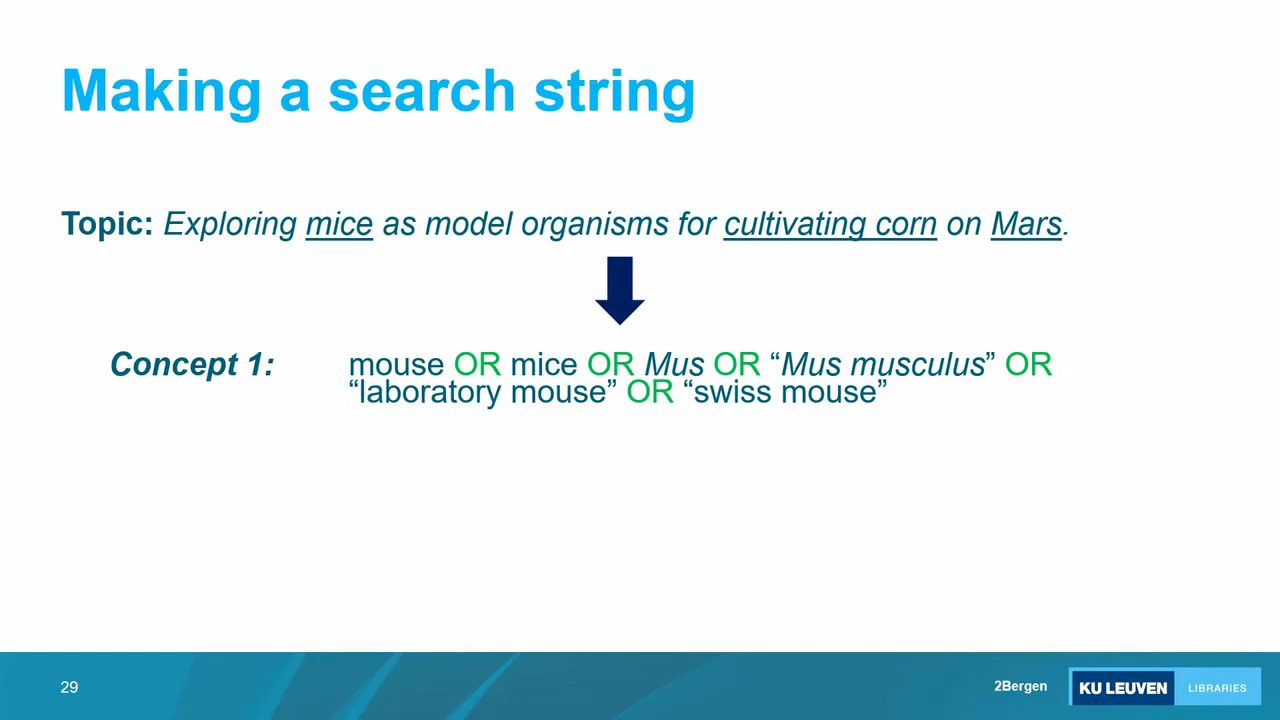 Making a search string
Topic: Exploring mice as model organisms for cultivating corn on Mars.
Concept 1: mouse OR mice OR Mus OR “Mus musculus” OR
“laboratory mouse” OR “swiss mouse”
29
2Bergen
KU LEUVEN LIBRARIES